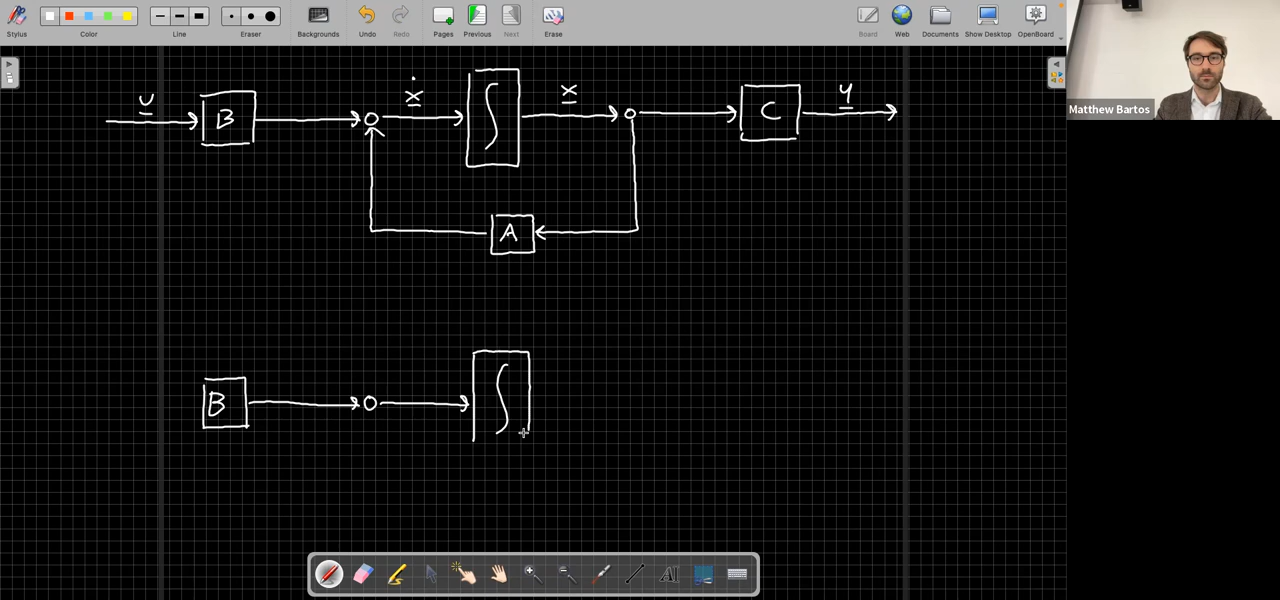 Stylus Color Line Eraser Backgrounds Undo Redo Pages Previous Next Erase Board Web Documents Show Desktop OpenBoard
Matthew Bartos
u B ẋ ∫ x C y
A
B ∫
AI